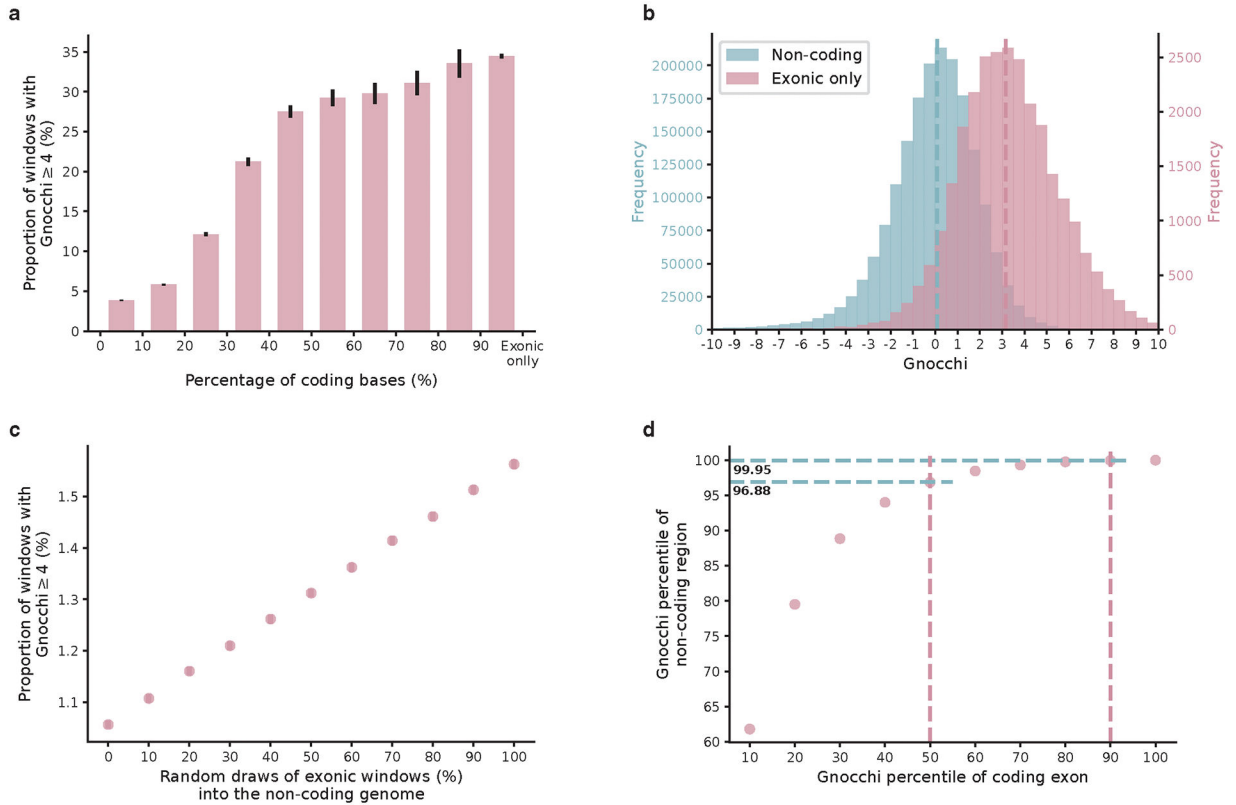 a
Proportion of windows with
Gnocchi ≥ 4 (%)
35
30
25
20
15
10
5
0
0 10 20 30 40 50 60 70 80 90 Exonic
onlly
Percentage of coding bases (%)
b
Non-coding
Exonic only
Frequency
200000
175000
150000
125000
100000
75000
50000
25000
0
2500
2000
1500
1000
500
0
Frequency
-10 -9 -8 -7 -6 -5 -4 -3 -2 -1 0 1 2 3 4 5 6 7 8 9 10
Gnocchi
c
Proportion of windows with
Gnocchi ≥ 4 (%)
1.5
1.4
1.3
1.2
1.1
0 10 20 30 40 50 60 70 80 90 100
Random draws of exonic windows (%)
into the non-coding genome
d
Gnocchi percentile of
non-coding region
100
95
90
85
80
75
70
65
60
99.95
96.88
10 20 30 40 50 60 70 80 90 100
Gnocchi percentile of coding exon